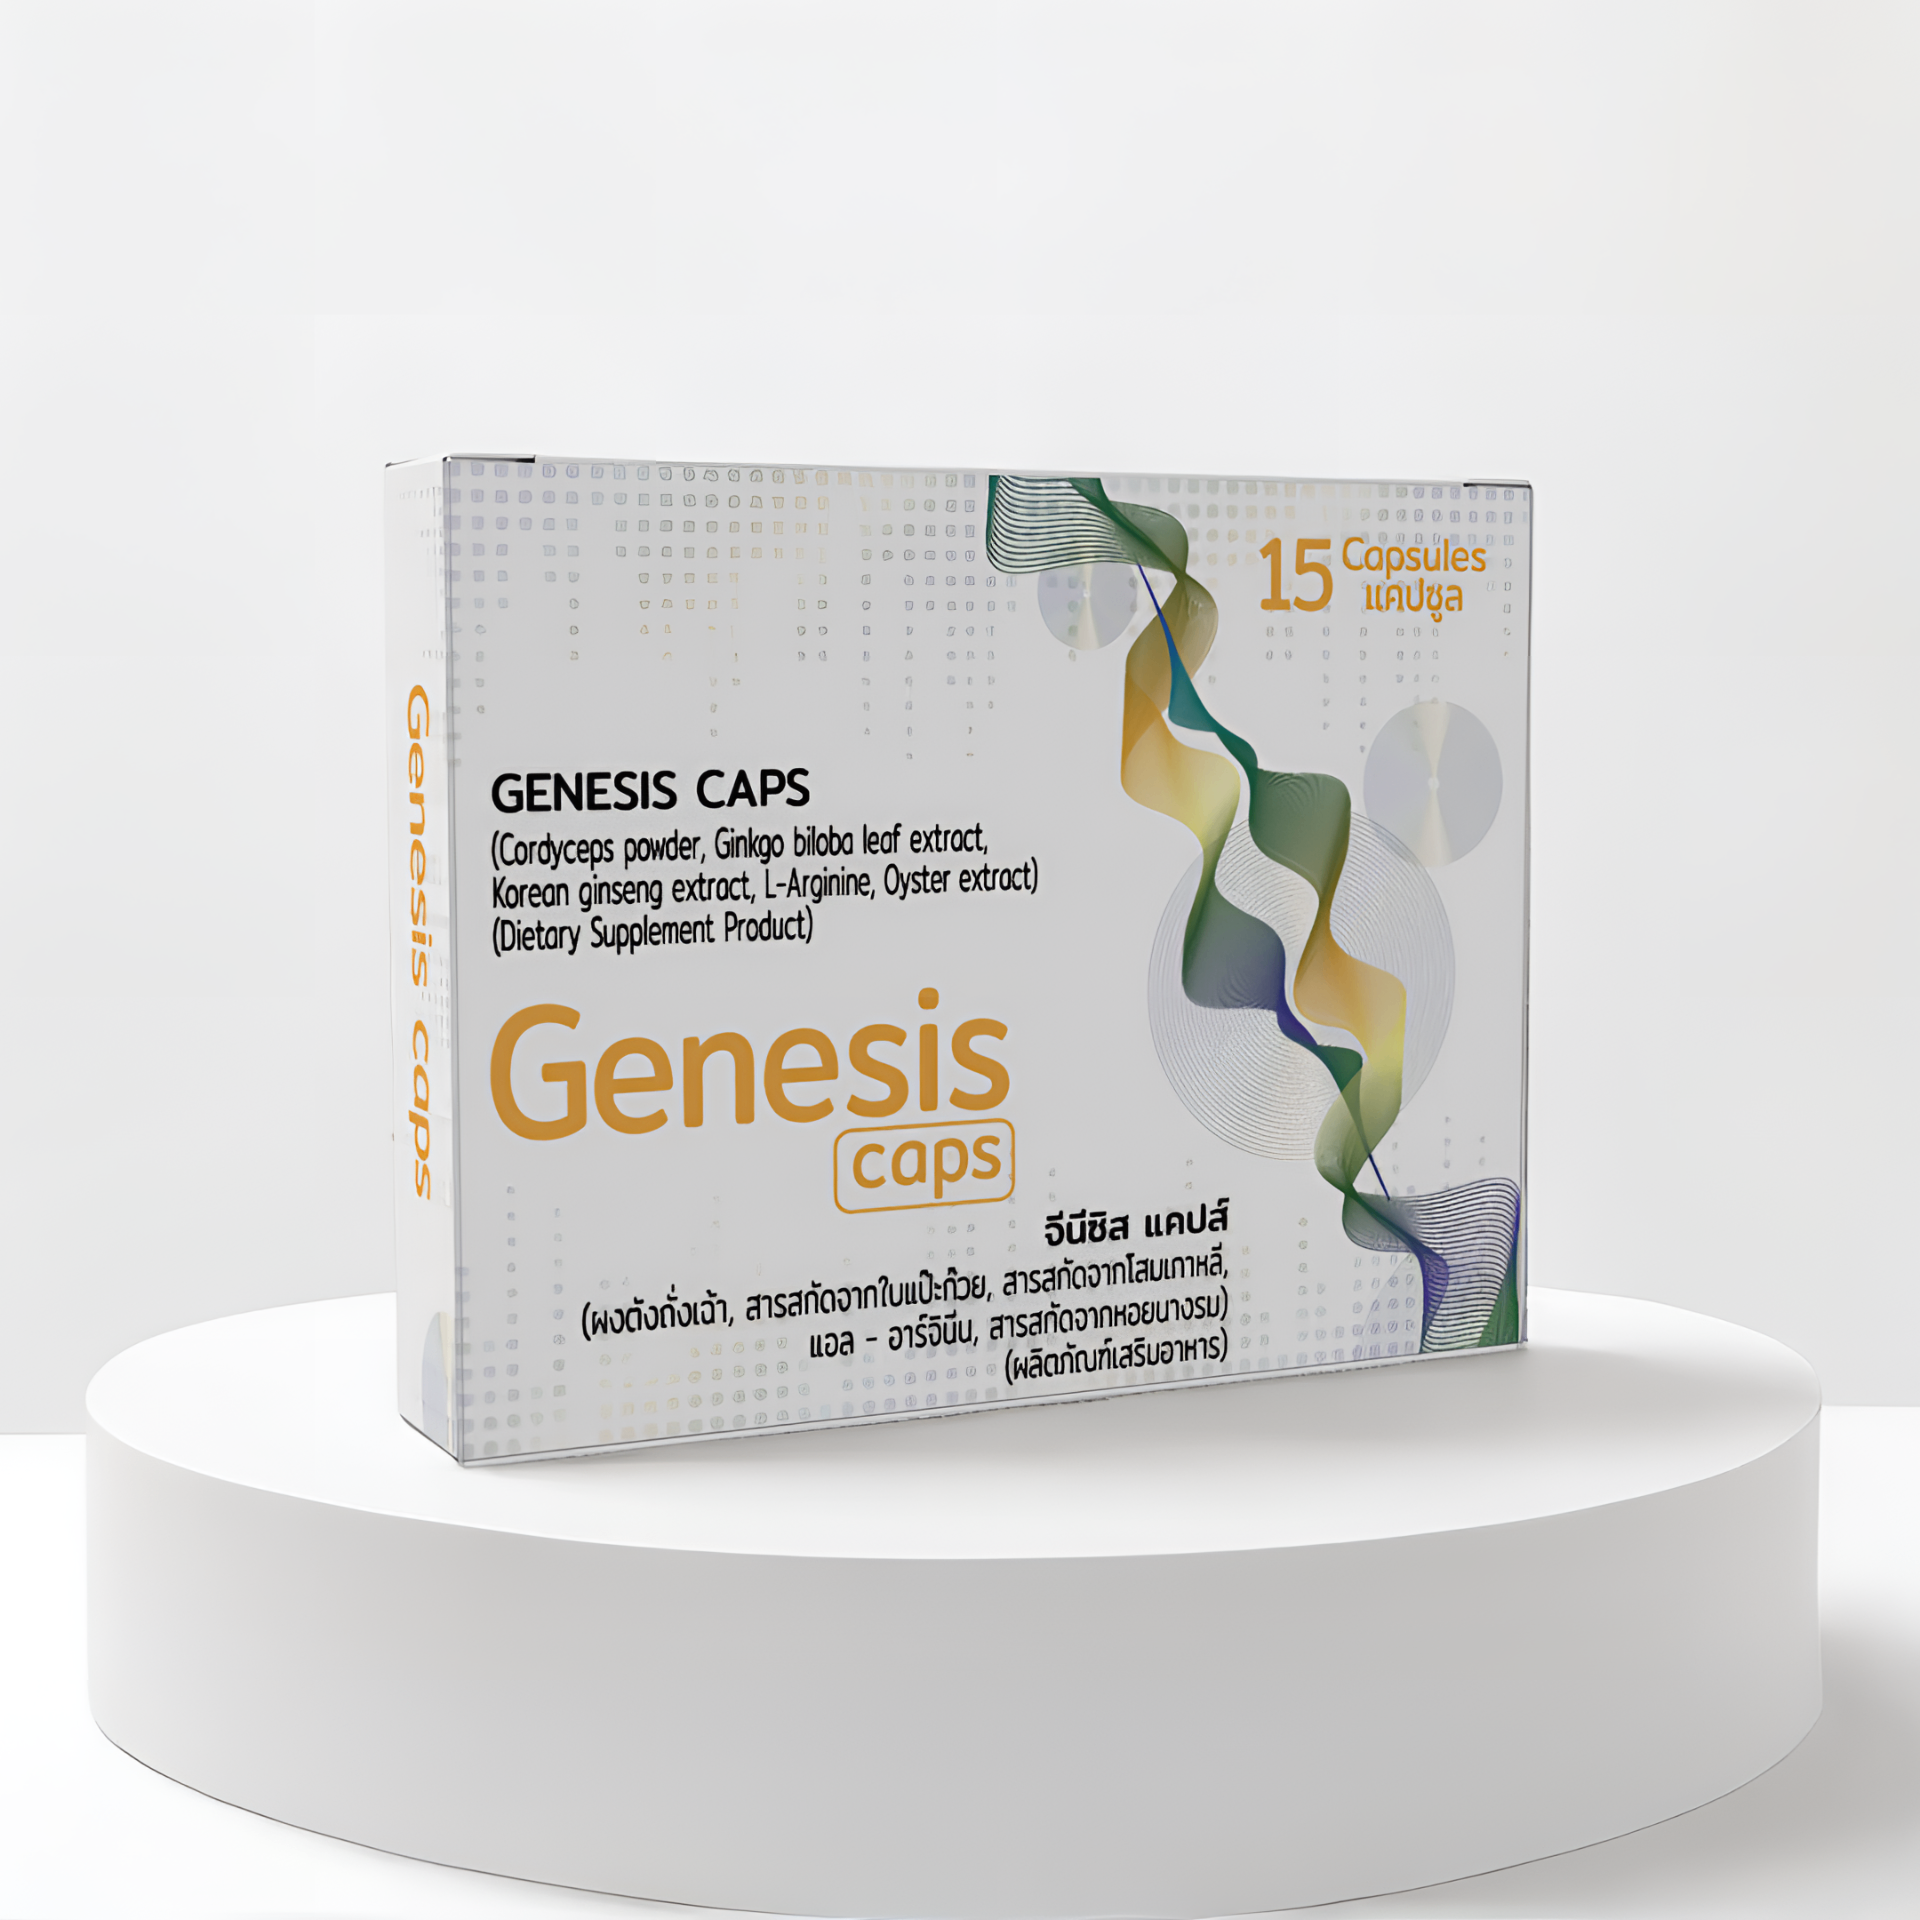 15 Capsules
แคปซูล
GENESIS CAPS
(Cordyceps powder, Ginkgo biloba leaf extract,
Korean ginseng extract, L-Arginine, Oyster extract)
(Dietary Supplement Product)
Genesis
caps
จีนีซิส แคปส์
(ผงตังถั่งเฉ้า, สารสกัดจากใบแป๊ะก๊วย, สารสกัดจากโสมเกาหลี,
แอล - อาร์จินีน, สารสกัดจากหอยนางรม)
(ผลิตภัณฑ์เสริมอาหาร)
Genesis caps